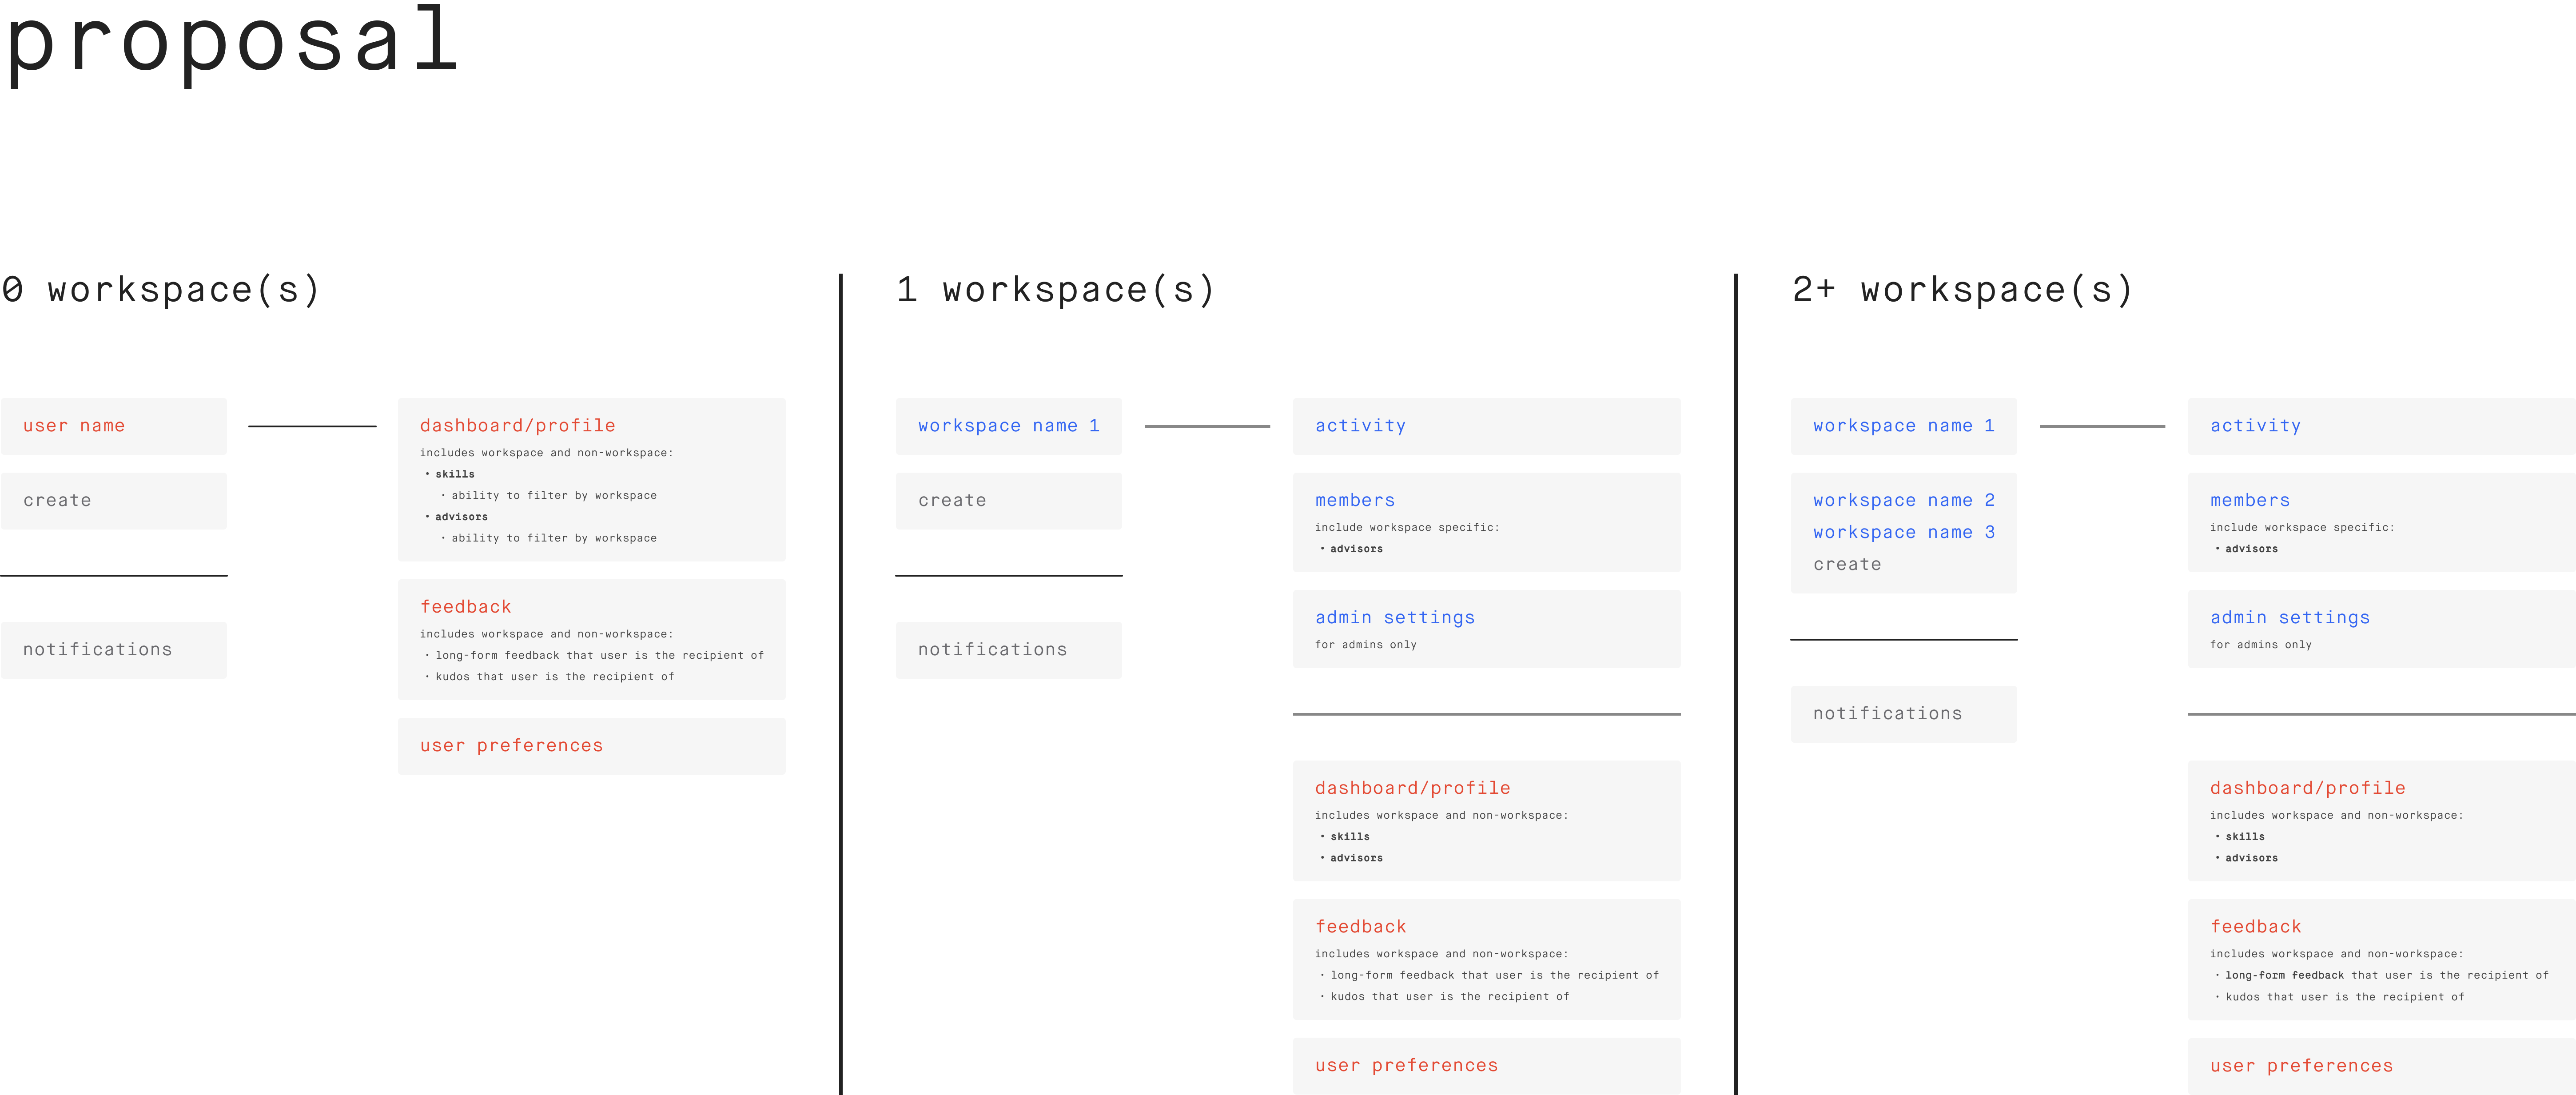 proposal
0 workspace(s)
user name
create
notifications
dashboard/profile
includes workspace and non-workspace:
• skills
• ability to filter by workspace
• advisors
• ability to filter by workspace
feedback
includes workspace and non-workspace:
• long-form feedback that user is the recipient of
• kudos that user is the recipient of
user preferences
1 workspace(s)
workspace name 1
create
notifications
activity
members
include workspace specific:
• advisors
admin settings
for admins only
dashboard/profile
includes workspace and non-workspace:
• skills
• advisors
feedback
includes workspace and non-workspace:
• long-form feedback that user is the recipient of
• kudos that user is the recipient of
user preferences
2+ workspace(s)
workspace name 1
workspace name 2
workspace name 3
create
notifications
activity
members
include workspace specific:
• advisors
admin settings
for admins only
dashboard/profile
includes workspace and non-workspace:
• skills
• advisors
feedback
includes workspace and non-workspace:
• long-form feedback that user is the recipient of
• kudos that user is the recipient of
user preferences